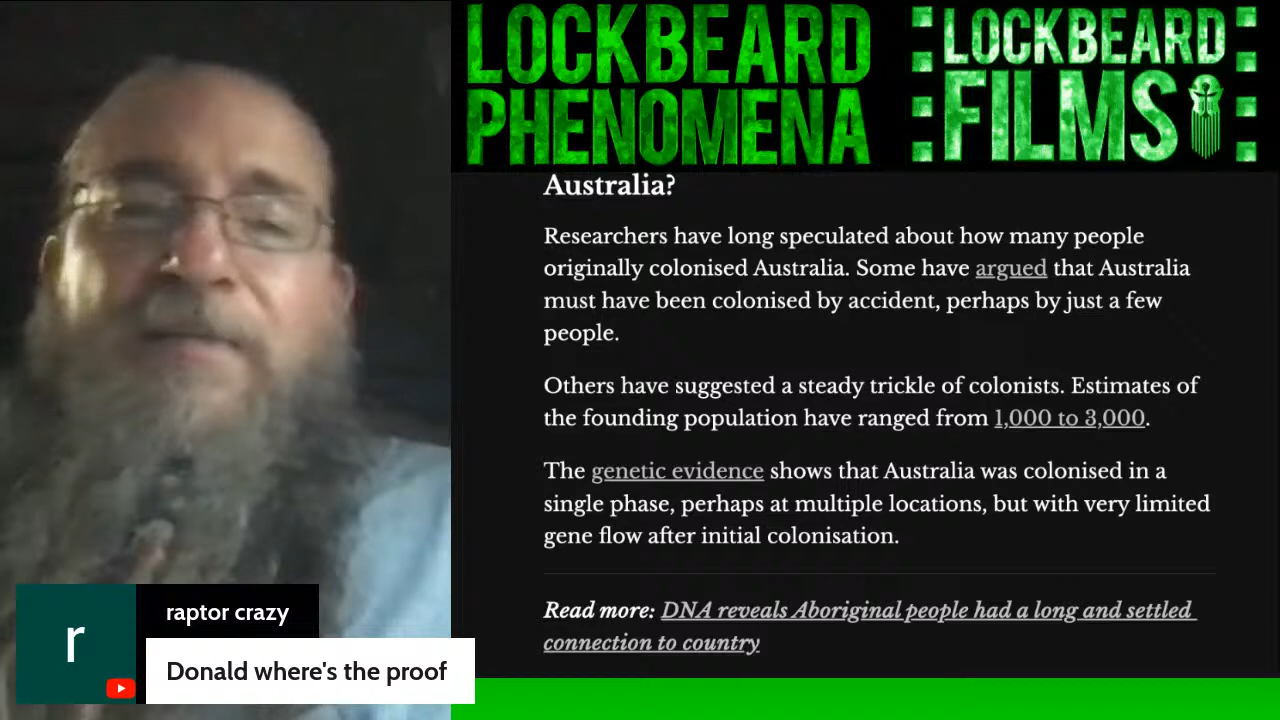 LOCKBEARD
PHENOMENA
LOCKBEARD
FILMS
Australia?
Researchers have long speculated about how many people
originally colonised Australia. Some have argued that Australia
must have been colonised by accident, perhaps by just a few
people.
Others have suggested a steady trickle of colonists. Estimates of
the founding population have ranged from 1,000 to 3,000.
The genetic evidence shows that Australia was colonised in a
single phase, perhaps at multiple locations, but with very limited
gene flow after initial colonisation.
Read more: DNA reveals Aboriginal people had a long and settled
connection to country
r
raptor crazy
Donald where's the proof